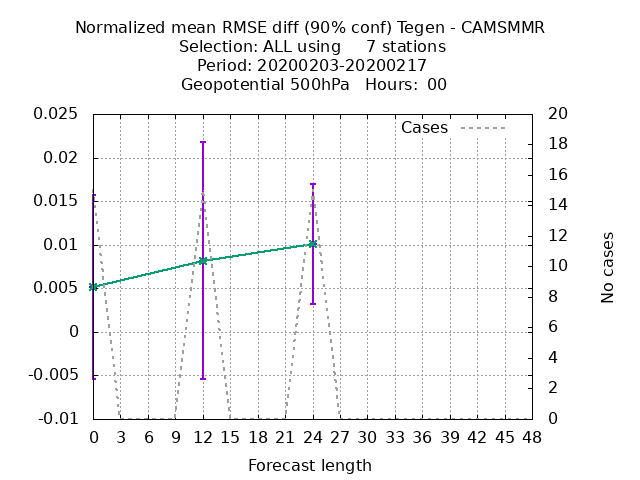 Normalized mean RMSE diff (90% conf) Tegen - CAMSMMR
Selection: ALL using     7 stations
Period: 20200203-20200217
Geopotential 500hPa   Hours:  00
Cases
0.025
0.02
0.015
0.01
0.005
0
-0.005
-0.01
20
18
16
14
12
10
8
6
4
2
0
No cases
0 3 6 9 12 15 18 21 24 27 30 33 36 39 42 45 48
Forecast length